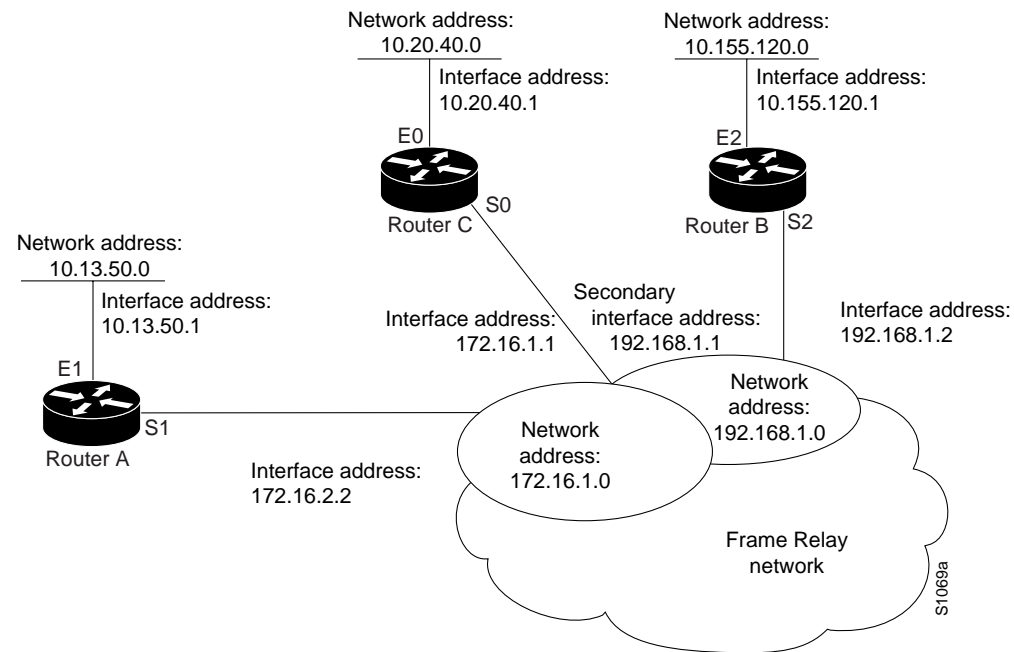 Network address:
10.20.40.0
Interface address:
10.20.40.1
E0
S0
Router C
Network address:
10.155.120.0
Interface address:
10.155.120.1
E2
S2
Router B
Network address:
10.13.50.0
Interface address:
10.13.50.1
E1
S1
Router A
Interface address:
172.16.1.1
Secondary
interface address:
192.168.1.1
Interface address:
192.168.1.2
Interface address:
172.16.2.2
Network
address:
172.16.1.0
Network
address:
192.168.1.0
Frame Relay
network
S1069a